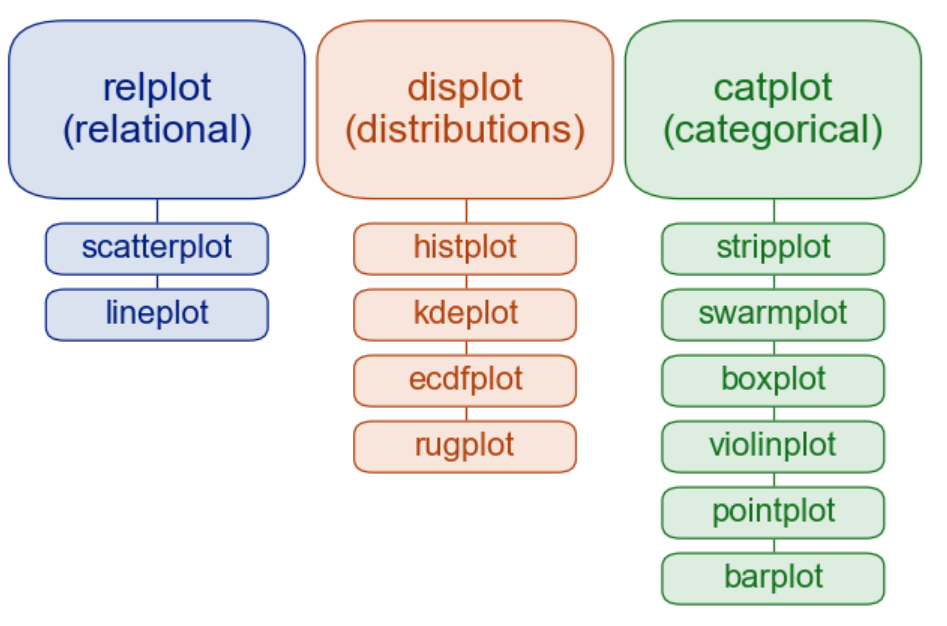 relplot
(relational)
scatterplot
lineplot
displot
(distributions)
histplot
kdeplot
ecdfplot
rugplot
catplot
(categorical)
stripplot
swarmplot
boxplot
violinplot
pointplot
barplot